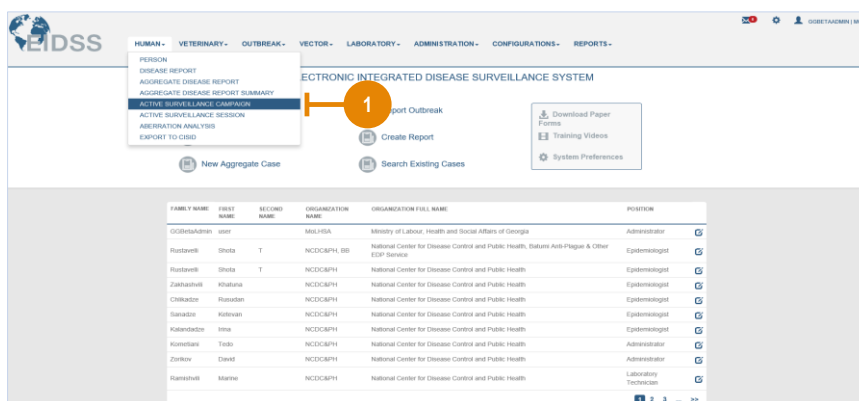 EIDSS
0
GGBETAADMIN | M
HUMAN VETERINARY OUTBREAK VECTOR LABORATORY ADMINISTRATION CONFIGURATIONS REPORTS
PERSON
DISEASE REPORT
AGGREGATE DISEASE REPORT
AGGREGATE DISEASE REPORT SUMMARY
ACTIVE SURVEILLANCE CAMPAIGN
ACTIVE SURVEILLANCE SESSION
ABERRATION ANALYSIS
EXPORT TO CISID
ECTRONIC INTEGRATED DISEASE SURVEILLANCE SYSTEM
1
port Outbreak
Create Report
New Aggregate Case
Search Existing Cases
Download Paper
Forms
Training Videos
System Preferences
FAMILY NAME FIRST NAME SECOND NAME ORGANIZATION NAME ORGANIZATION FULL NAME POSITION
GGBetaAdmin user MoLHSA Ministry of Labour, Health and Social Affairs of Georgia Administrator
Rustaveli Shota T NCDC&PH, BB National Center for Disease Control and Public Health, Batumi Anti-Plague & Other EDP Service Epidemiologist
Rustaveli Shota T NCDC&PH National Center for Disease Control and Public Health Epidemiologist
Zakhashvili Khatuna NCDC&PH National Center for Disease Control and Public Health Epidemiologist
Chlikadze Rusudan NCDC&PH National Center for Disease Control and Public Health Epidemiologist
Sanadze Ketevan NCDC&PH National Center for Disease Control and Public Health Epidemiologist
Kalandadze Irina NCDC&PH National Center for Disease Control and Public Health Epidemiologist
Kometiani Tedo NCDC&PH National Center for Disease Control and Public Health Administrator
Zorikov David NCDC&PH National Center for Disease Control and Public Health Administrator
Ramishvili Marine NCDC&PH National Center for Disease Control and Public Health Laboratory Technician
1 2 3 ... >>